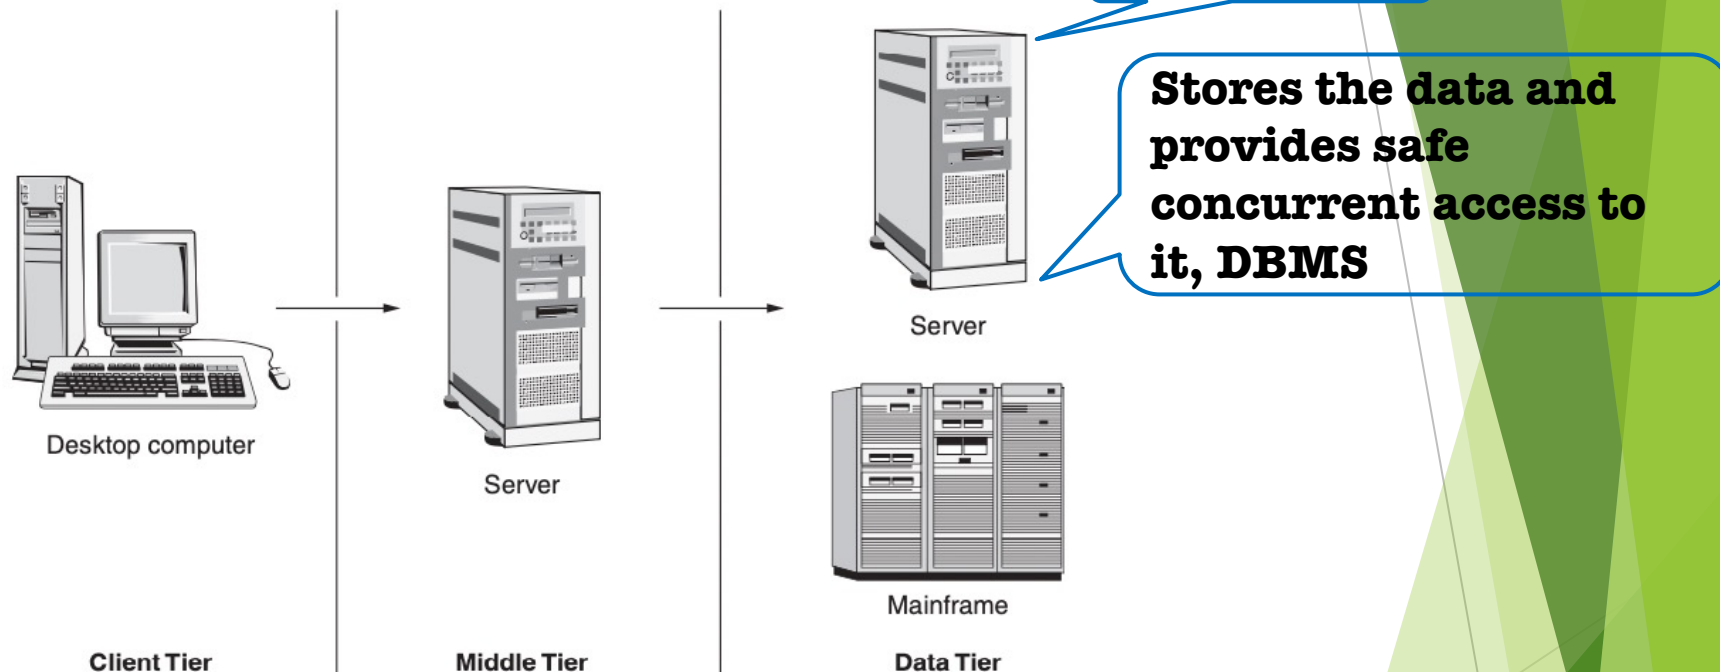 Stores the data and
provides safe
concurrent access to
it, DBMS
Server
Desktop computer
Server
Mainframe
Client Tier
Middle Tier
Data Tier